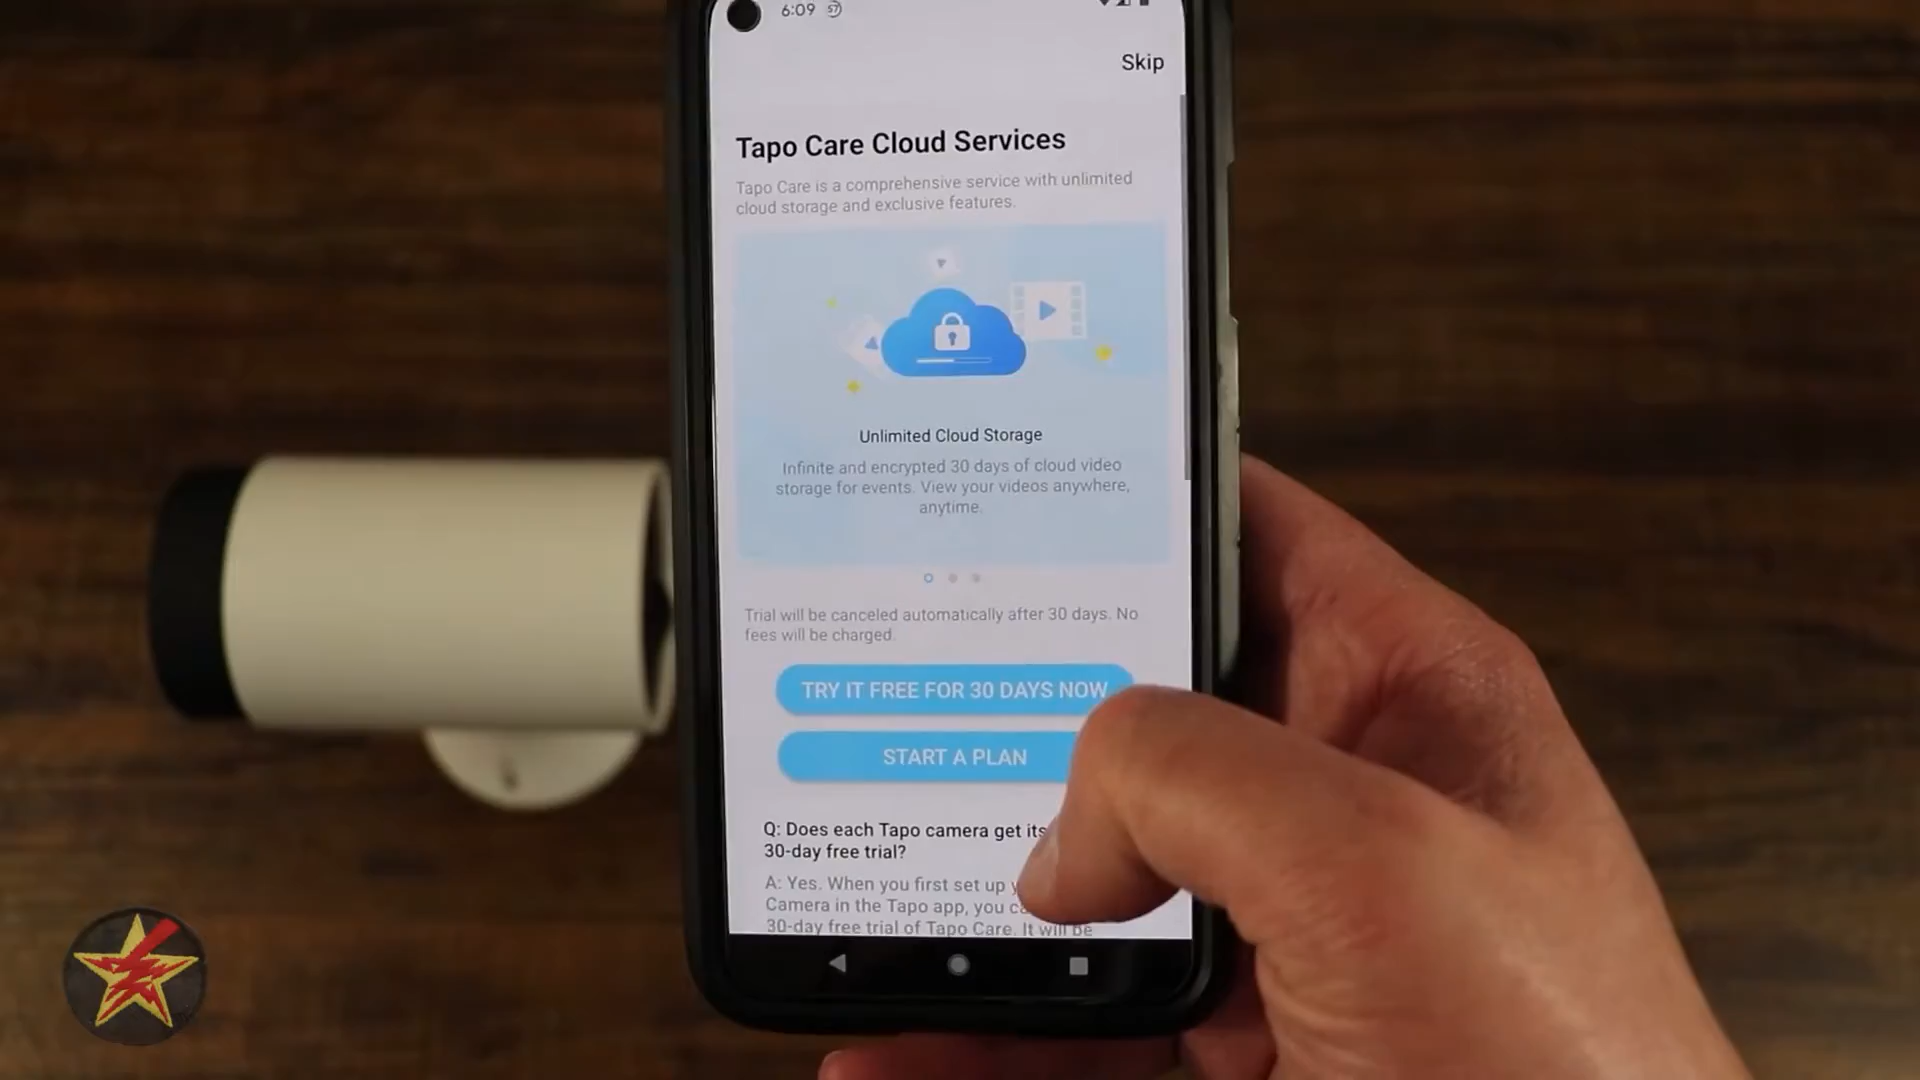 6:09
Skip
Tapo Care Cloud Services
Tapo Care is a comprehensive service with unlimited
cloud storage and exclusive features.
Unlimited Cloud Storage
Infinite and encrypted 30 days of cloud video
storage for events. View your videos anywhere,
anytime.
Trial will be canceled automatically after 30 days. No
fees will be charged.
TRY IT FREE FOR 30 DAYS NOW
START A PLAN
Q: Does each Tapo camera get its
30-day free trial?
A: Yes. When you first set up
Camera in the Tapo app, you
30-day free trial of Tapo Care. It will be